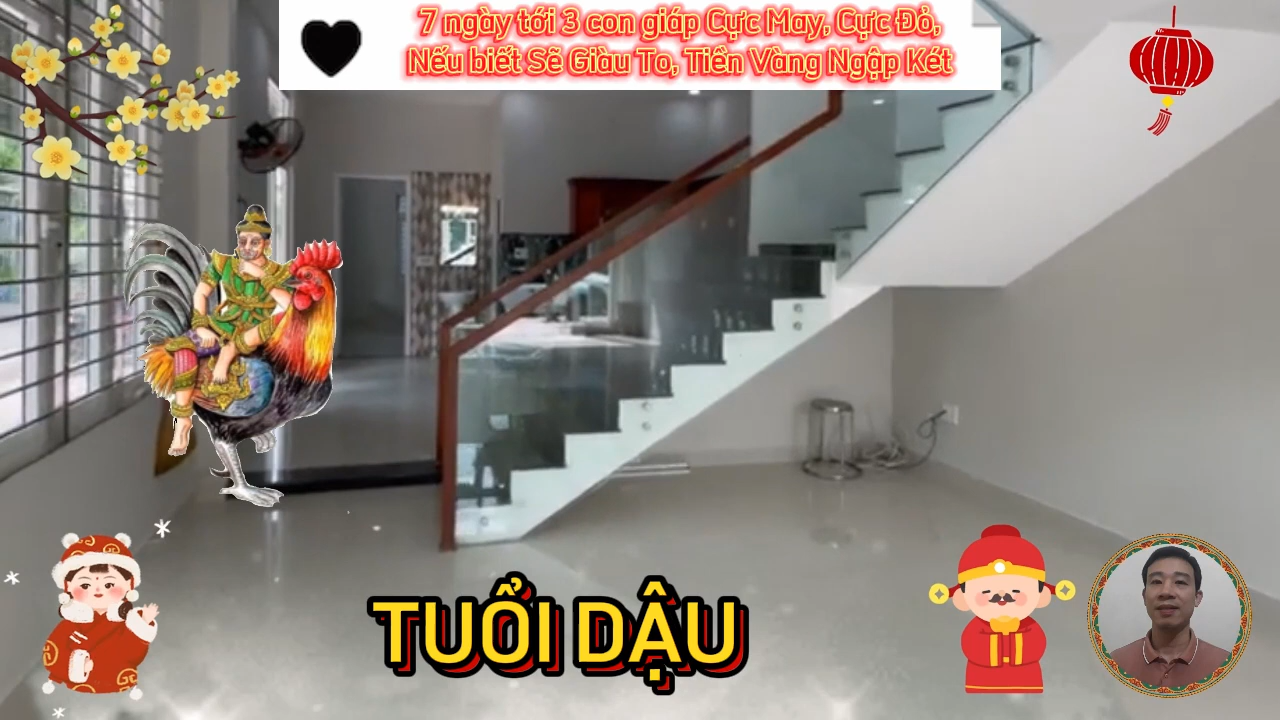 7 ngày tới 3 con giáp Cực May, Cực Đỏ,
Nếu biết Sẽ Giàu To, Tiền Vàng Ngập Két
TUỔI DẬU